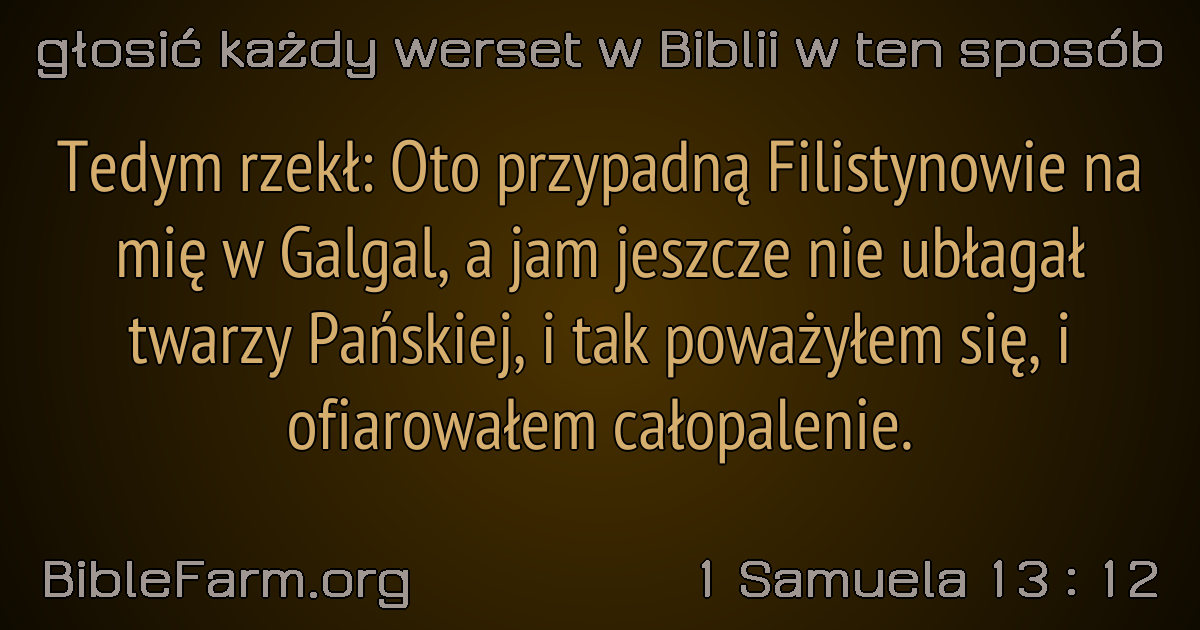 głosić każdy werset w Biblii w ten sposób
Tedym rzekł: Oto przypadną Filistynowie na
mię w Galgal, a jam jeszcze nie ubłagał
twarzy Pańskiej, i tak poważyłem się, i
ofiarowałem całopalenie.
BibleFarm.org
1 Samuela 13 : 12